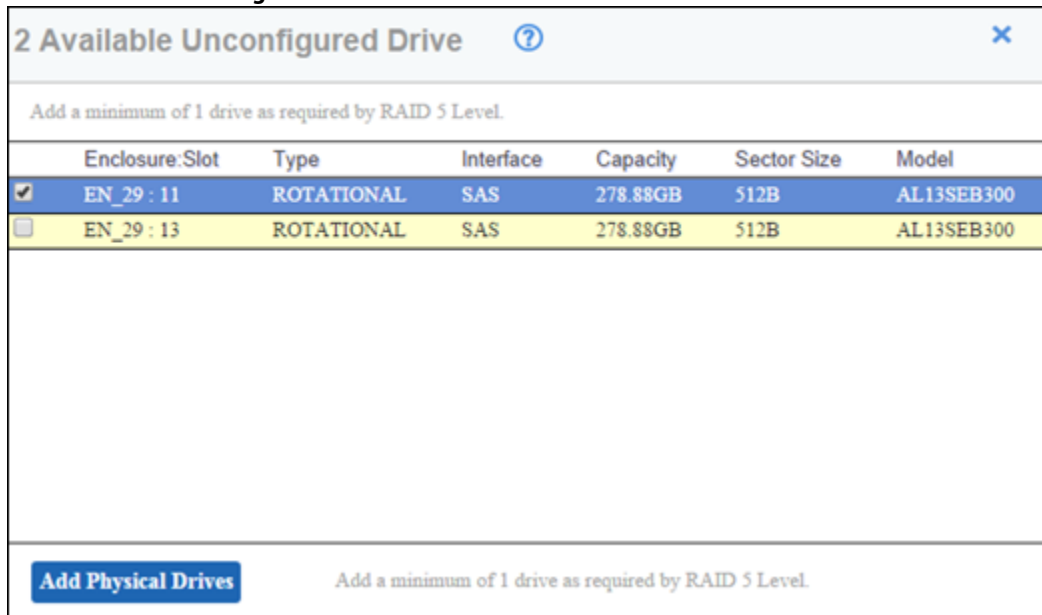 2 Available Unconfigured Drive ?
Add a minimum of 1 drive as required by RAID 5 Level.
Enclosure:Slot Type Interface Capacity Sector Size Model
EN_29 : 11 ROTATIONAL SAS 278.88GB 512B AL13SEB300
EN_29 : 13 ROTATIONAL SAS 278.88GB 512B AL13SEB300
Add Physical Drives Add a minimum of 1 drive as required by RAID 5 Level.